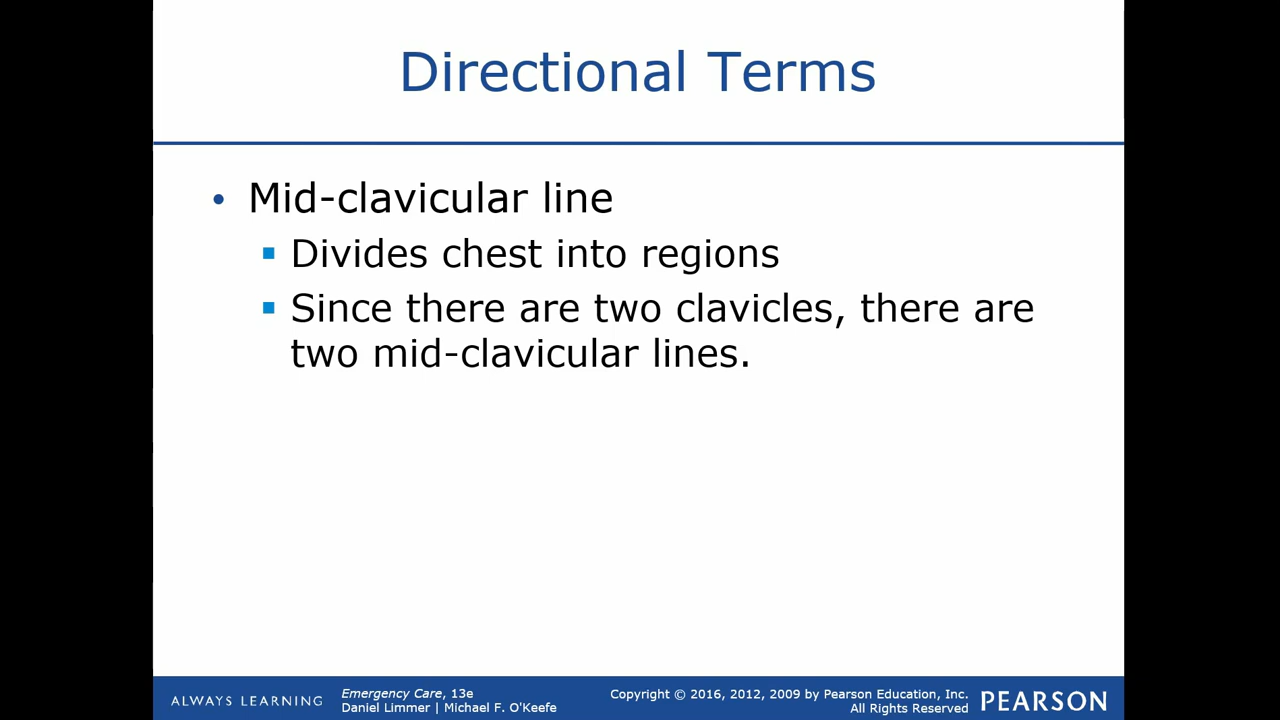 Directional Terms
• Mid-clavicular line
▪ Divides chest into regions
▪ Since there are two clavicles, there are
two mid-clavicular lines.
ALWAYS LEARNING
Emergency Care, 13e
Daniel Limmer | Michael F. O'Keefe
Copyright © 2016, 2012, 2009 by Pearson Education, Inc.
All Rights Reserved
PEARSON